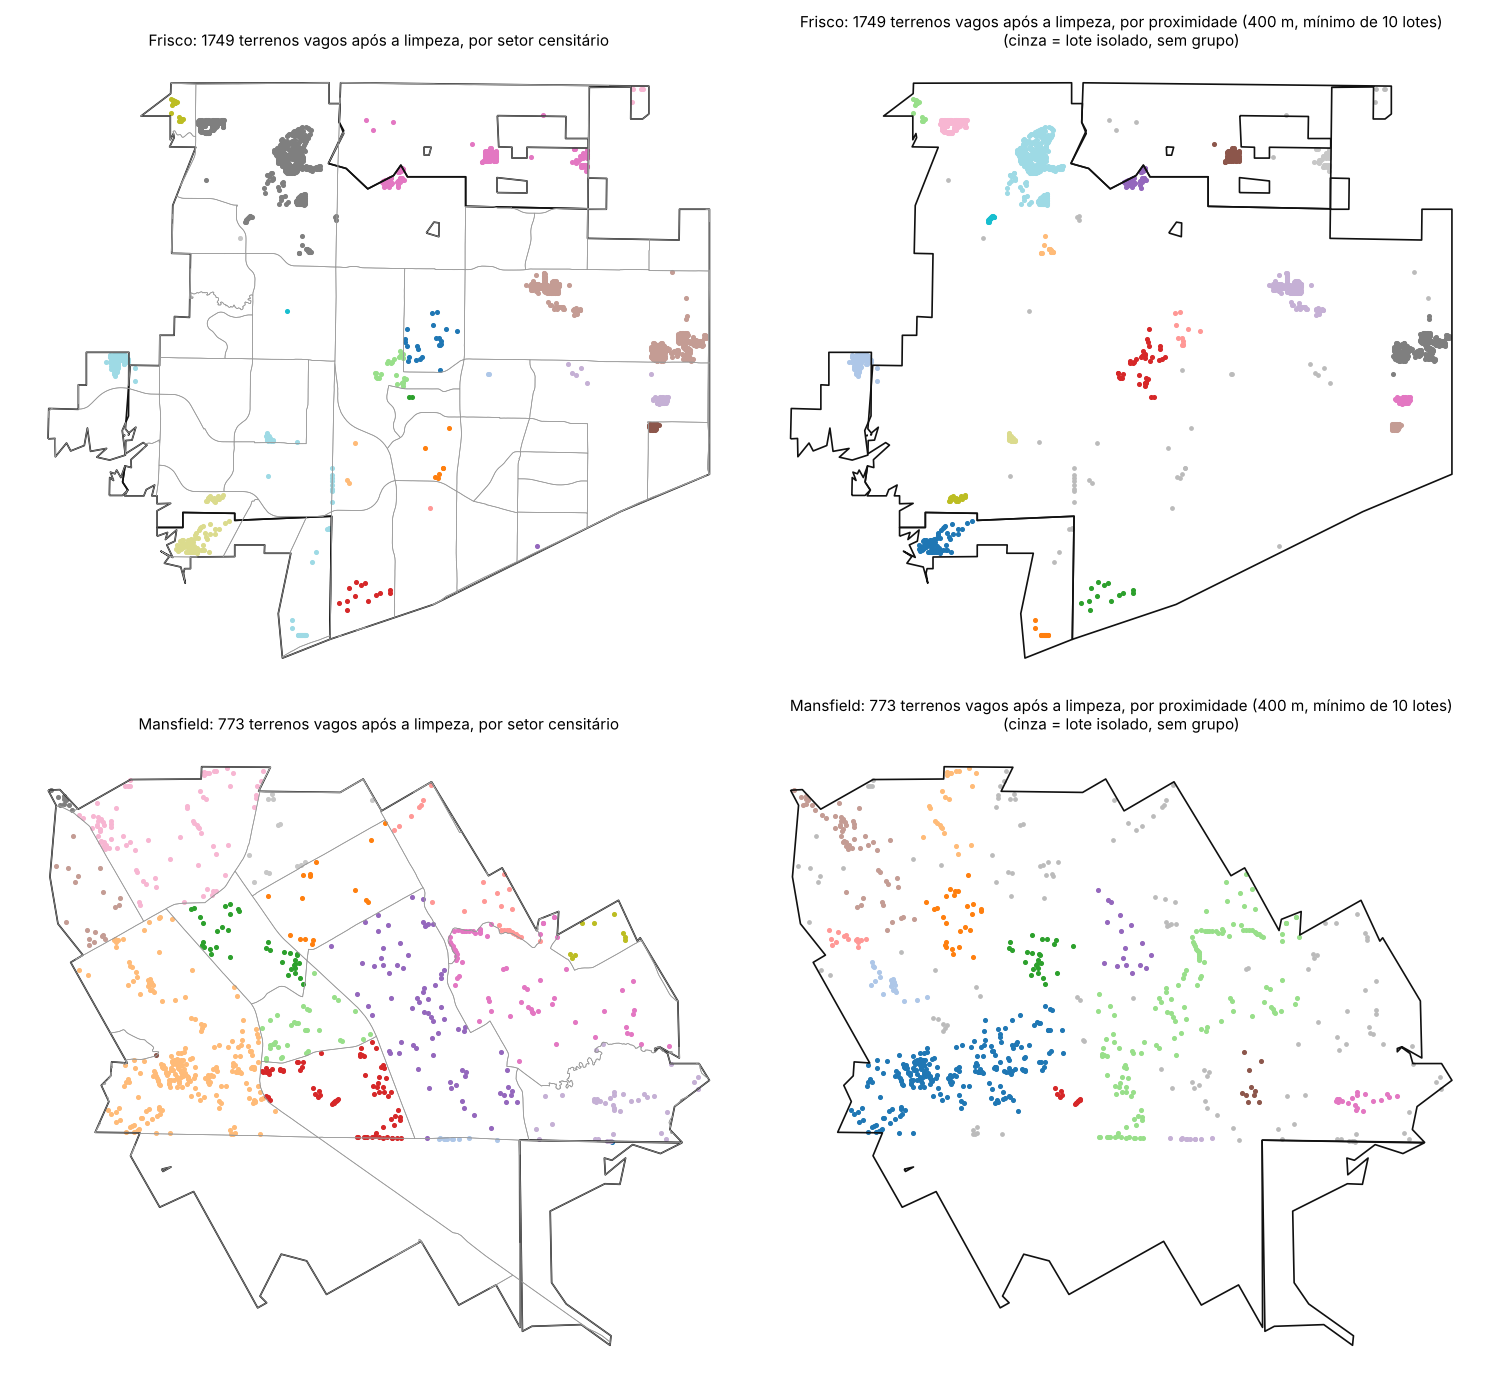 Frisco: 1749 terrenos vagos após a limpeza, por setor censitário
Frisco: 1749 terrenos vagos após a limpeza, por proximidade (400 m, mínimo de 10 lotes)
(cinza = lote isolado, sem grupo)
Mansfield: 773 terrenos vagos após a limpeza, por setor censitário
Mansfield: 773 terrenos vagos após a limpeza, por proximidade (400 m, mínimo de 10 lotes)
(cinza = lote isolado, sem grupo)